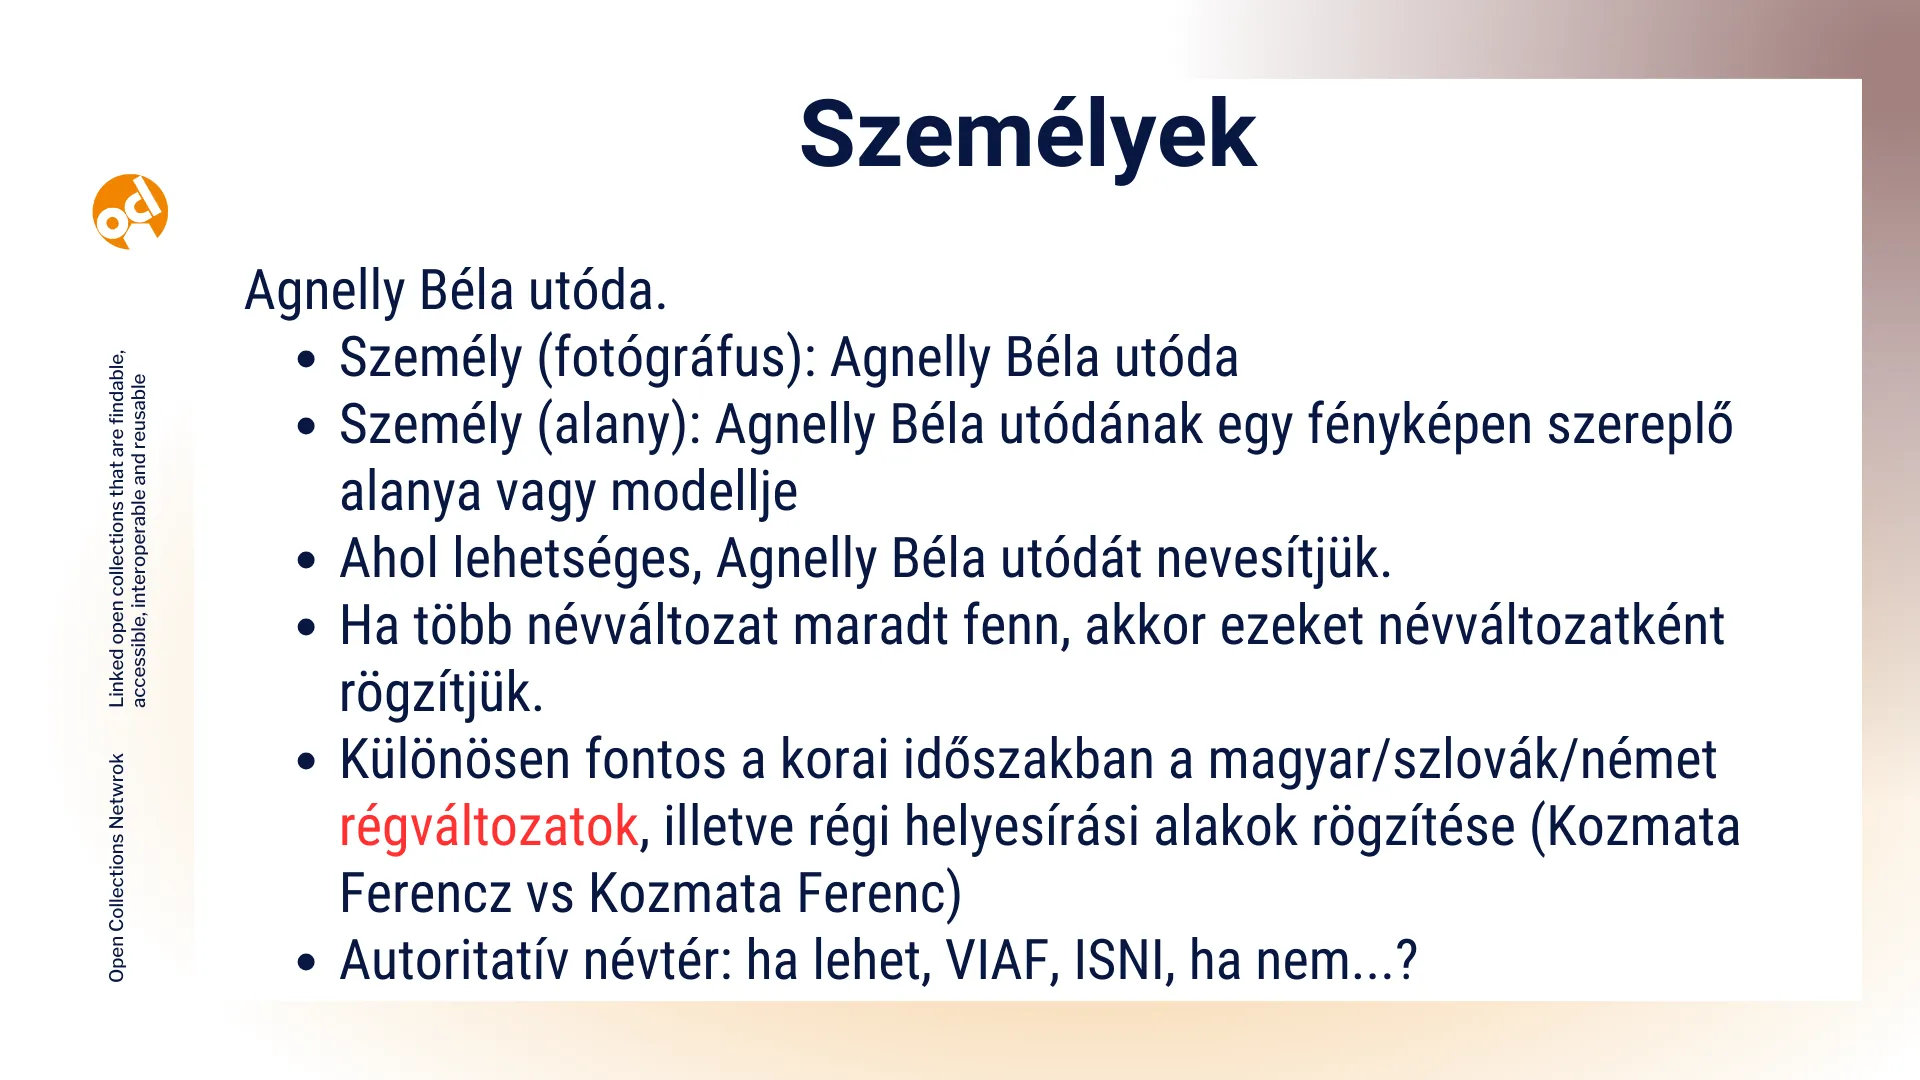 Személyek
Agnelly Béla utóda.
• Személy (fotógráfus): Agnelly Béla utóda
• Személy (alany): Agnelly Béla utódának egy fényképen szereplő
alanya vagy modellje
• Ahol lehetséges, Agnelly Béla utódát nevesítjük.
• Ha több névváltozat maradt fenn, akkor ezeket névváltozatként
rögzítjük.
• Különösen fontos a korai időszakban a magyar/szlovák/német
régváltozatok, illetve régi helyesírási alakok rögzítése (Kozmata
Ferencz vs Kozmata Ferenc)
• Autoritatív névtér: ha lehet, VIAF, ISNI, ha nem...?
od
Linked open collections that are findable,
accessible, interoperable and reusable
Open Collections Netwrok